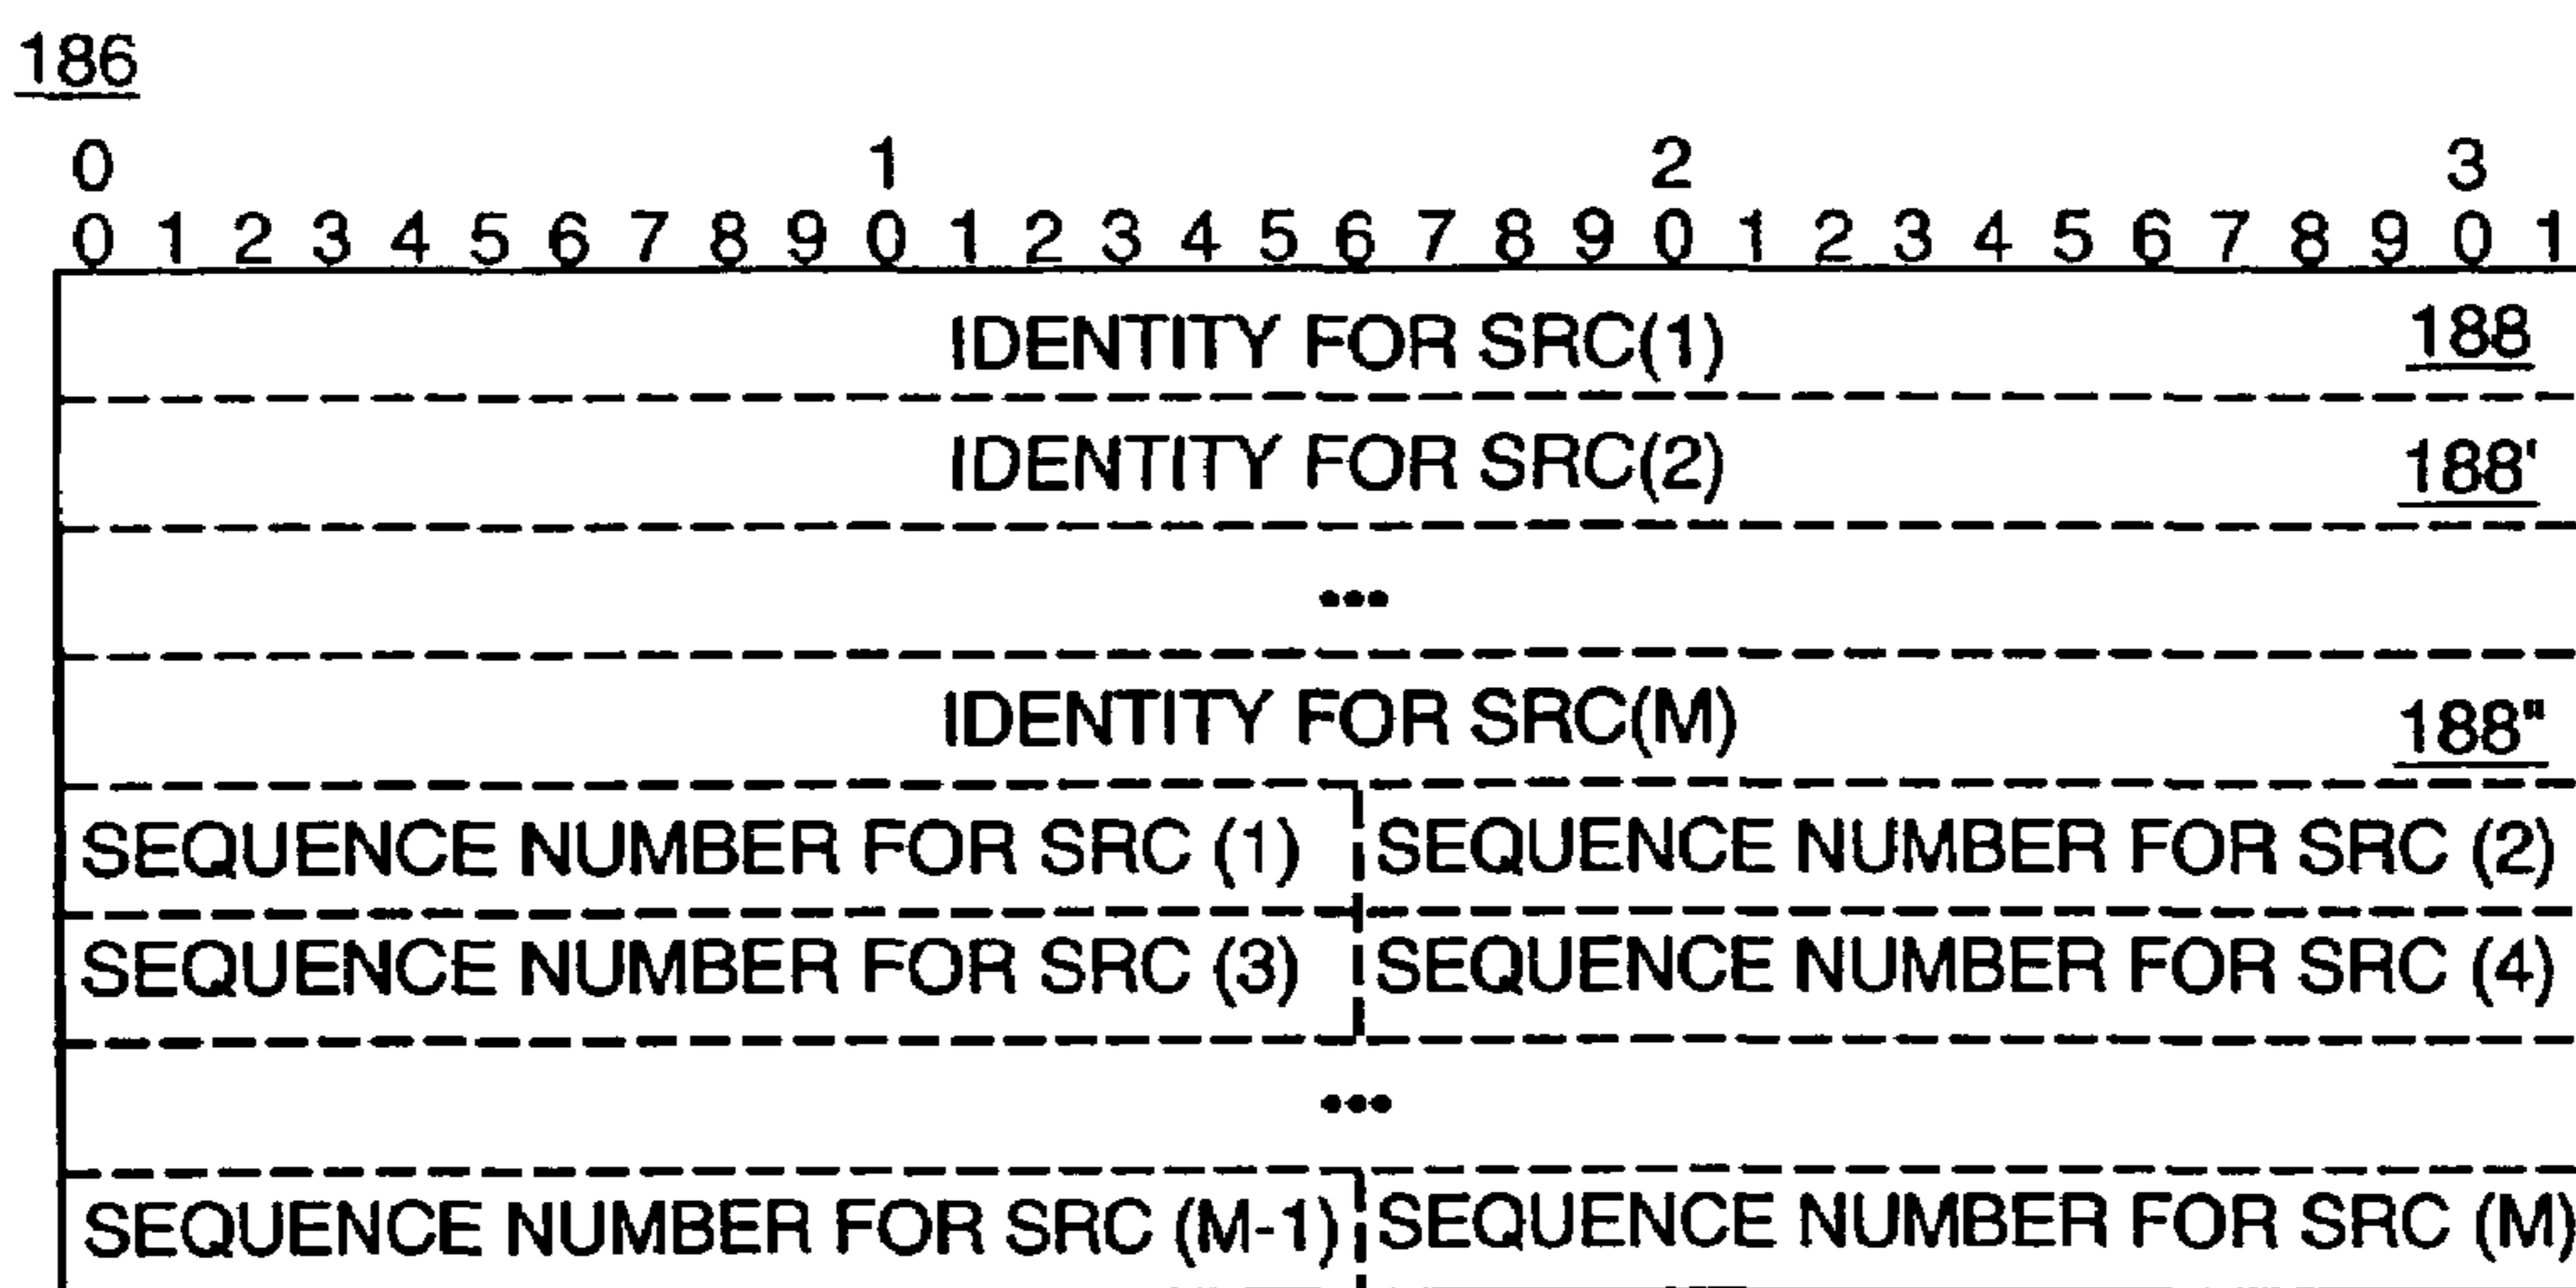 186
0 1 2 3
0 1 2 3 4 5 6 7 8 9 0 1 2 3 4 5 6 7 8 9 0 1 2 3 4 5 6 7 8 9 0 1
IDENTITY FOR SRC(1) 188
IDENTITY FOR SRC(2) 188'
•••
IDENTITY FOR SRC(M) 188"
SEQUENCE NUMBER FOR SRC (1) SEQUENCE NUMBER FOR SRC (2)
SEQUENCE NUMBER FOR SRC (3) SEQUENCE NUMBER FOR SRC (4)
•••
SEQUENCE NUMBER FOR SRC (M-1) SEQUENCE NUMBER FOR SRC (M)